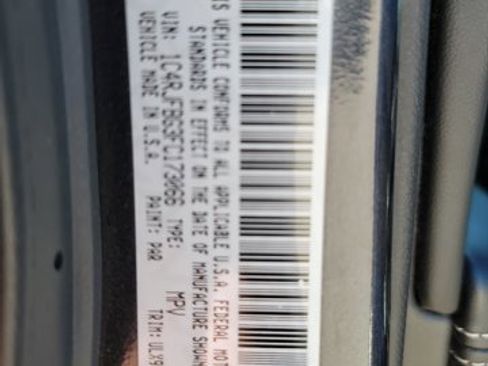 IS VEHICLE CONFORMS TO ALL APPLICABLE U.S.A. FEDERAL MOT
STANDARDS IN EFFECT ON THE DATE OF MANUFACTURE SHOWN
VIN: 1C4RJFBG3FC173066 TYPE: MPV
VEHICLE MADE IN U.S.A. PAINT: PAR TRIM: ULX9